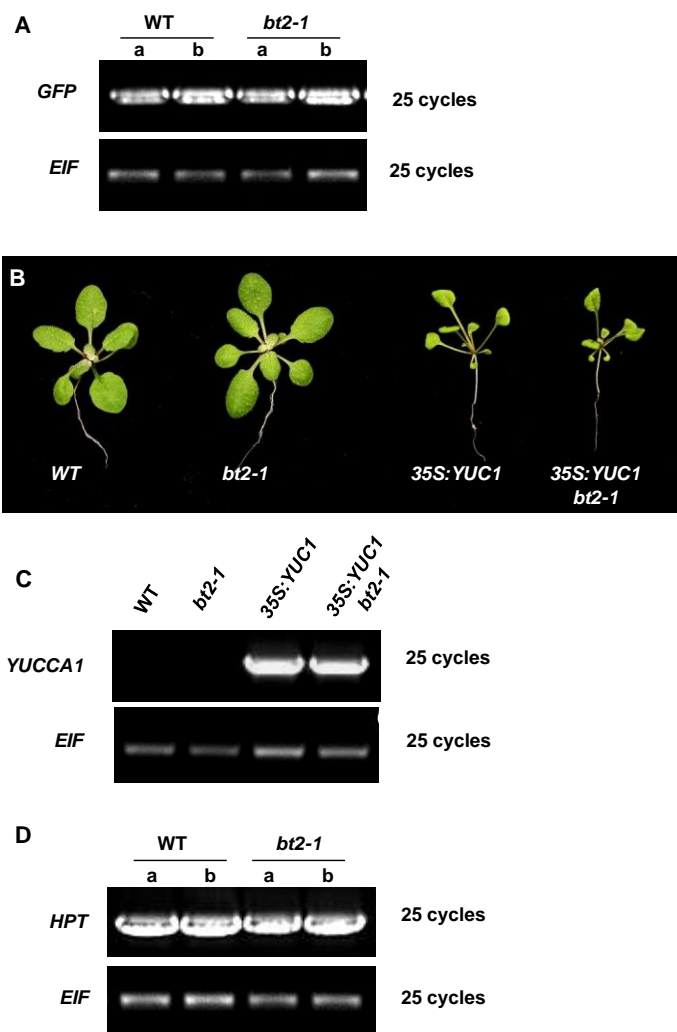 A
WT bt2-1
a b a b
GFP 25 cycles
EIF 25 cycles
B
WT bt2-1 35S:YUC1 35S:YUC1
bt2-1
C
WT bt2-1 35S:YUC1 35S:YUC1
bt2-1
YUCCA1 25 cycles
EIF 25 cycles
D
WT bt2-1
a b a b
HPT 25 cycles
EIF 25 cycles